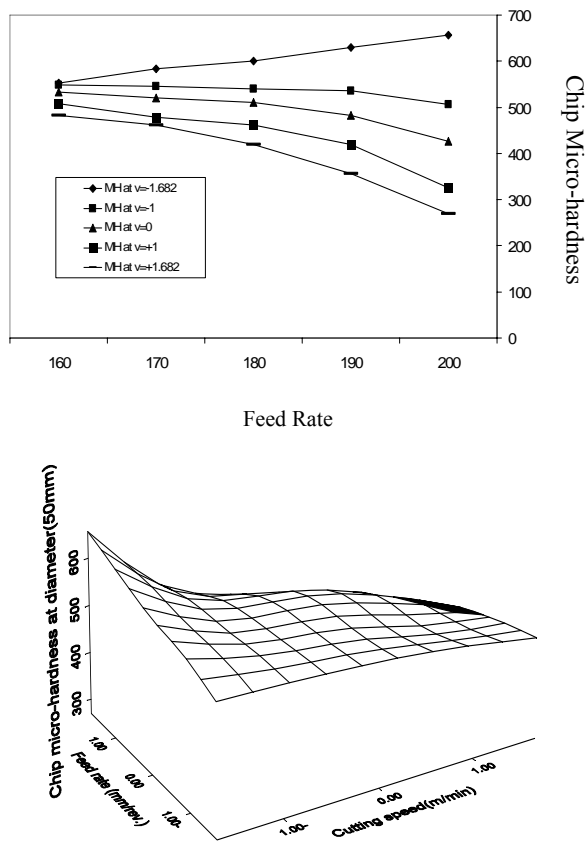 700
600
500
400
300
200
100
0
Chip Micro-hardness
MHat v=-1.682
MHat v=-1
MHat v=0
MHat v=+1
MHat v=+1.682
160 170 180 190 200
Feed Rate
Chip micro-hardness at diameter(50mm)
600
500
400
300
1.00
0.00
1.00-
Feed rate (mm/rev.)
1.00-
0.00
1.00
Cutting speed(m/min)